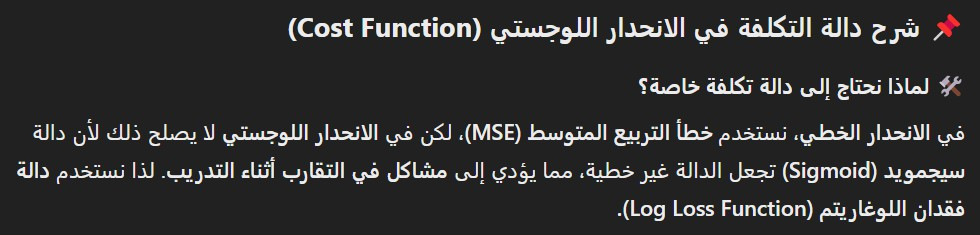 📌 شرح دالة التكلفة في الانحدار اللوجستي (Cost Function)
🛠 لماذا نحتاج إلى دالة تكلفة خاصة؟
في الانحدار الخطي، نستخدم خطأ التربيع المتوسط (MSE)، لكن في الانحدار اللوجستي لا يصلح ذلك لأن دالة
سيجمويد (Sigmoid) تجعل الدالة غير خطية، مما يؤدي إلى مشاكل في التقارب أثناء التدريب. لذا نستخدم دالة
فقدان اللوغاريتم (Log Loss Function).